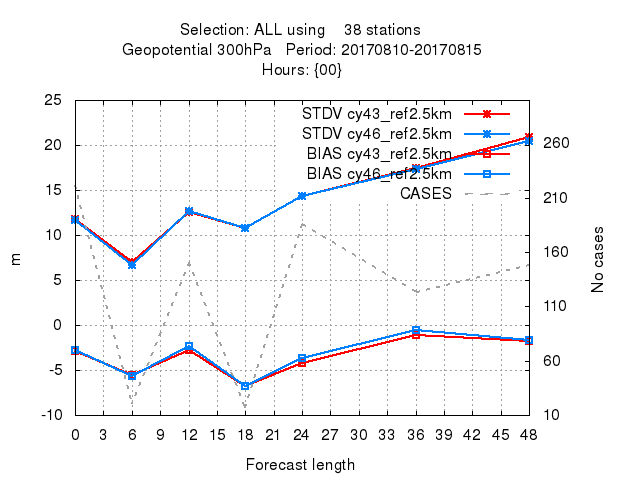 Selection: ALL using    38 stations
Geopotential 300hPa   Period: 20170810-20170815
Hours: {00}
STDV cy43_ref2.5km
STDV cy46_ref2.5km
BIAS cy43_ref2.5km
BIAS cy46_ref2.5km
CASES
25
20
15
10
5
0
-5
-10
m
260
210
160
110
60
10
No cases
0 3 6 9 12 15 18 21 24 27 30 33 36 39 42 45 48
Forecast length